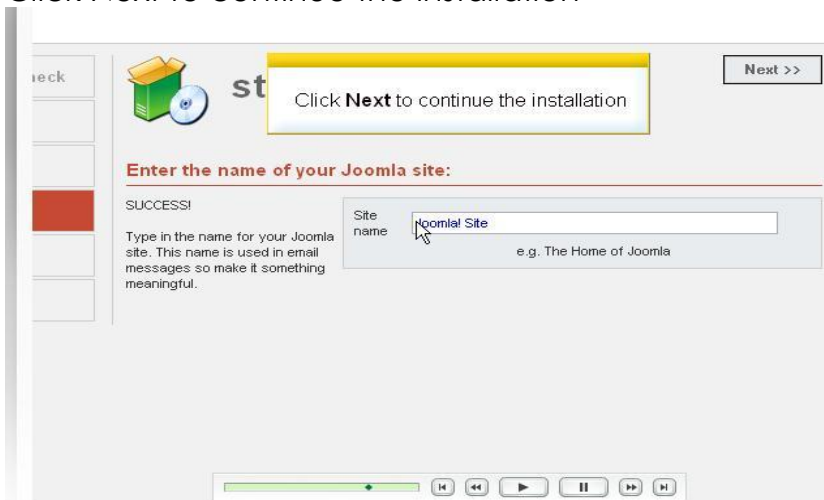 Click Next to continue the installation
Next >>
st
Click Next to continue the installation
Enter the name of your Joomla site:
SUCCESS!
Type in the name for your Joomla
site. This name is used in email
messages so make it something
meaningful.
Site
name
Joomla! Site
e.g. The Home of Joomla